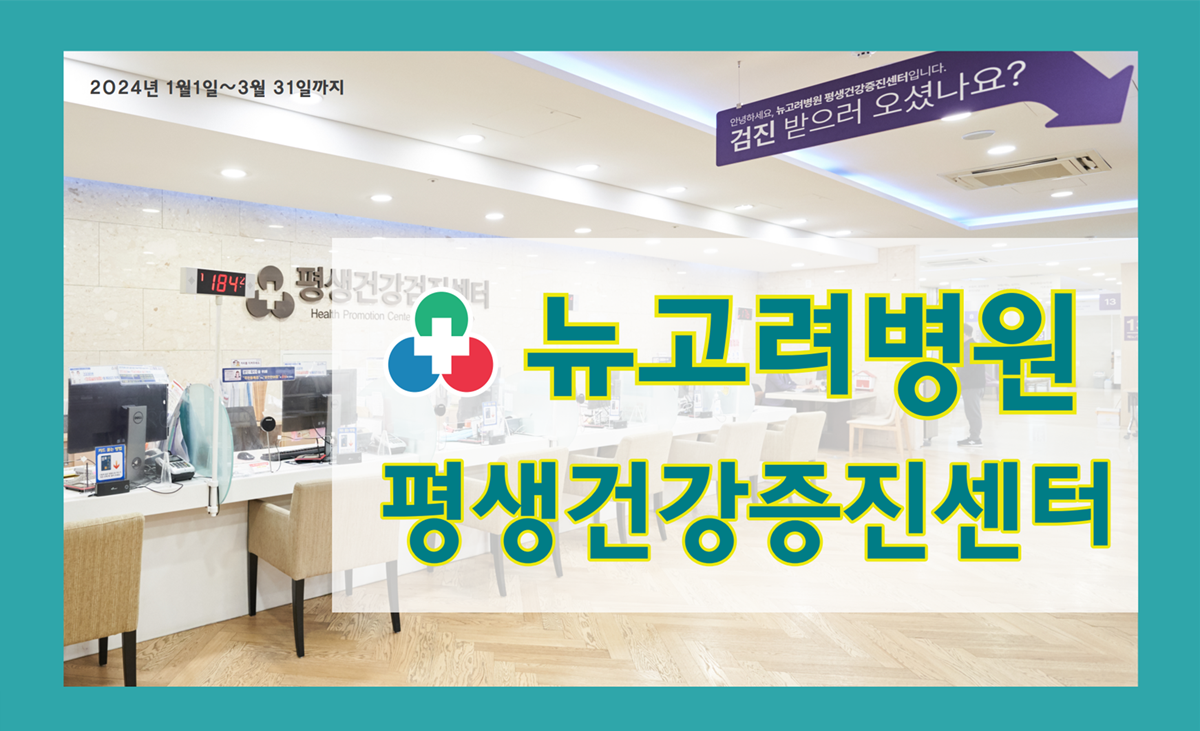 2024년 1월1일~3월 31일까지
안녕하세요, 뉴고려병원 평생건강증진센터입니다.
검진 받으러 오셨나요?
184
평생건강검진센터
Health Promotion Cente
뉴고려병원
평생건강증진센터
13